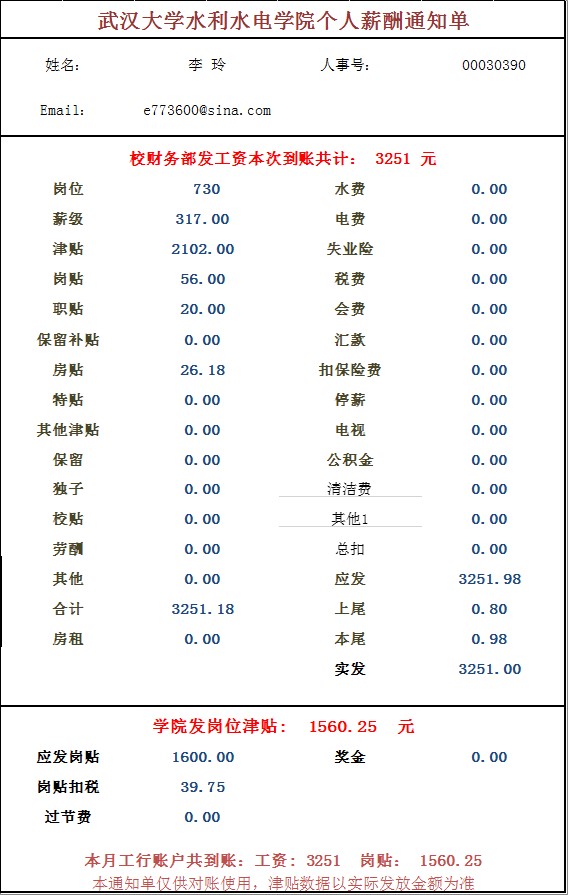 武汉大学水利水电学院个人薪酬通知单
姓名： 李 玲 人事号： 00030390
Email： e773600@sina.com
校财务部发工资本次到账共计： 3251 元
岗位 730 水费 0.00
薪级 317.00 电费 0.00
津贴 2102.00 失业险 0.00
岗贴 56.00 税费 0.00
职贴 20.00 会费 0.00
保留补贴 0.00 汇款 0.00
房贴 26.18 扣保险费 0.00
特贴 0.00 停薪 0.00
其他津贴 0.00 电视 0.00
保留 0.00 公积金 0.00
独子 0.00 清洁费 0.00
校贴 0.00 其他1 0.00
劳酬 0.00 总扣 0.00
其他 0.00 应发 3251.98
合计 3251.18 上尾 0.80
房租 0.00 本尾 0.98
实发 3251.00
学院发岗位津贴： 1560.25 元
应发岗贴 1600.00 奖金 0.00
岗贴扣税 39.75
过节费 0.00
本月工行账户共到账：工资： 3251 岗贴： 1560.25
本通知单仅供对账使用，津贴数据以实际发放金额为准